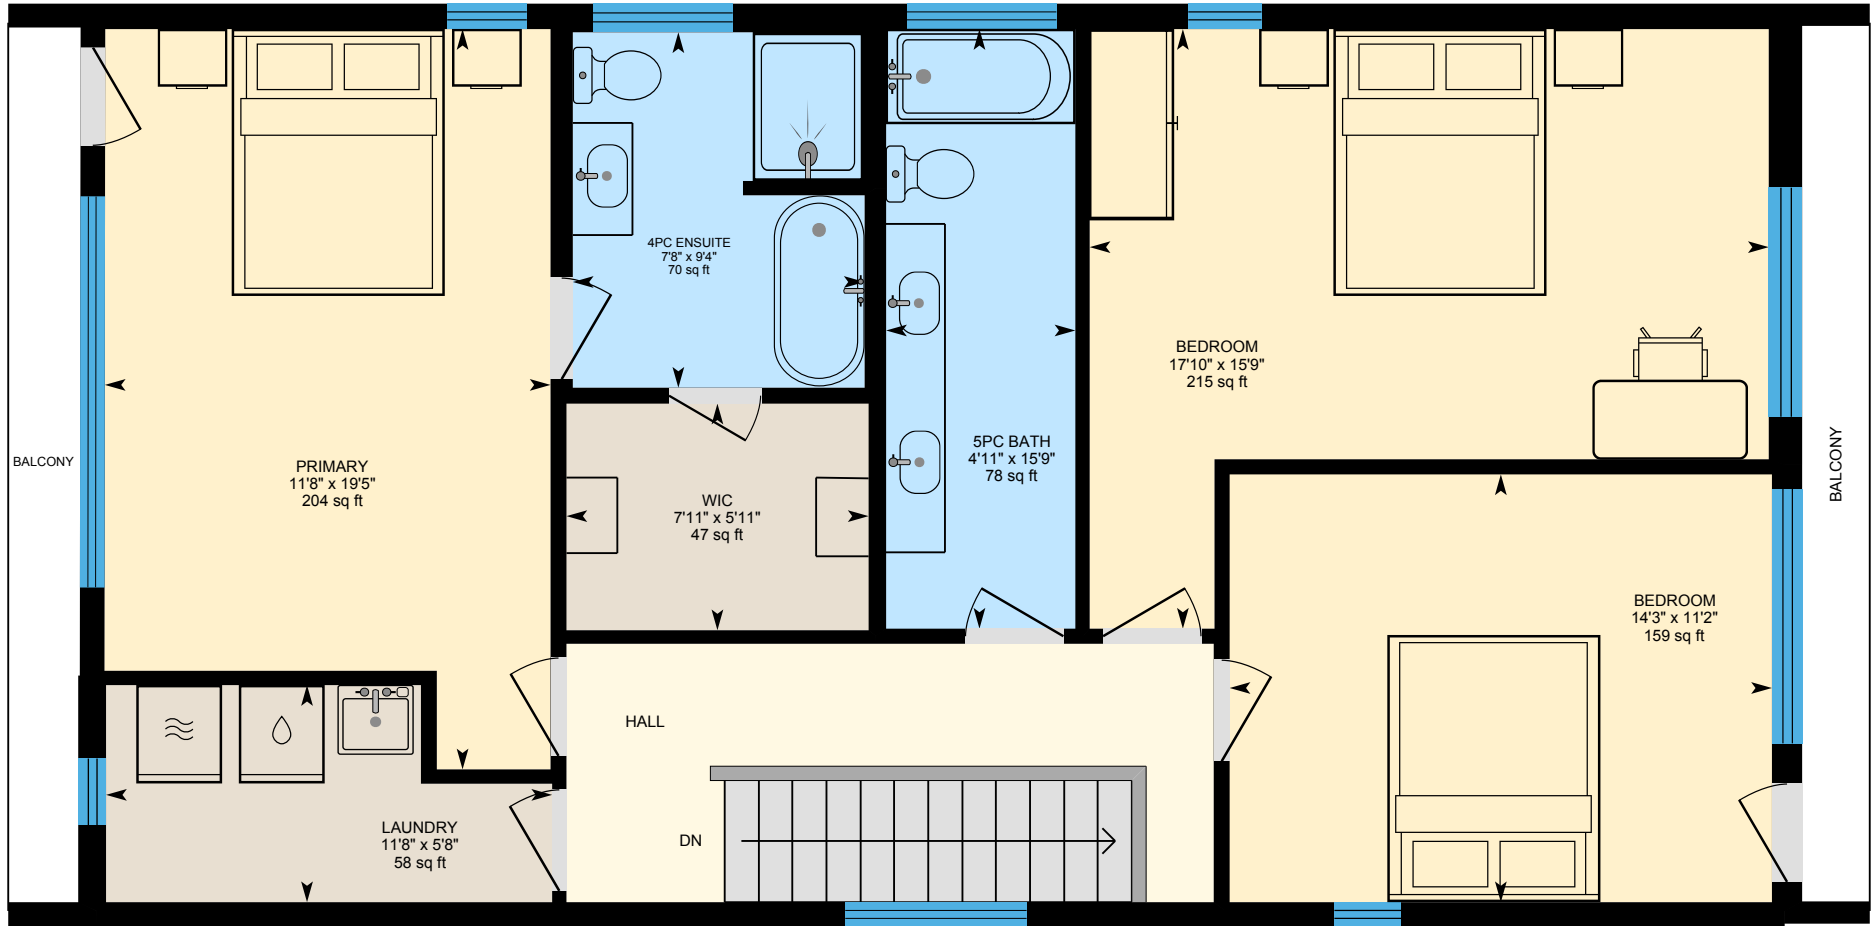 4PC ENSUITE
7'8" x 9'4"
70 sq ft
BEDROOM
17'10" x 15'9"
215 sq ft
BALCONY
PRIMARY
11'8" x 19'5"
204 sq ft
5PC BATH
4'11" x 15'9"
78 sq ft
BALCONY
WIC
7'11" x 5'11"
47 sq ft
BEDROOM
14'3" x 11'2"
159 sq ft
HALL
LAUNDRY
11'8" x 5'8"
58 sq ft
DN